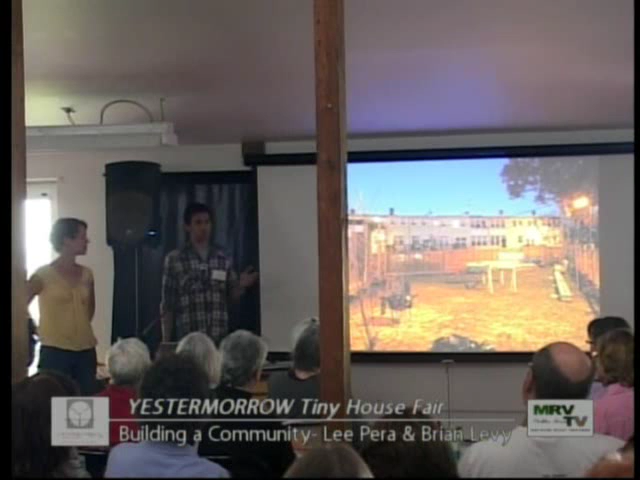 YESTERMORROW Tiny House Fair
Building a Community- Lee Pera & Brian Levy
MRV
TV